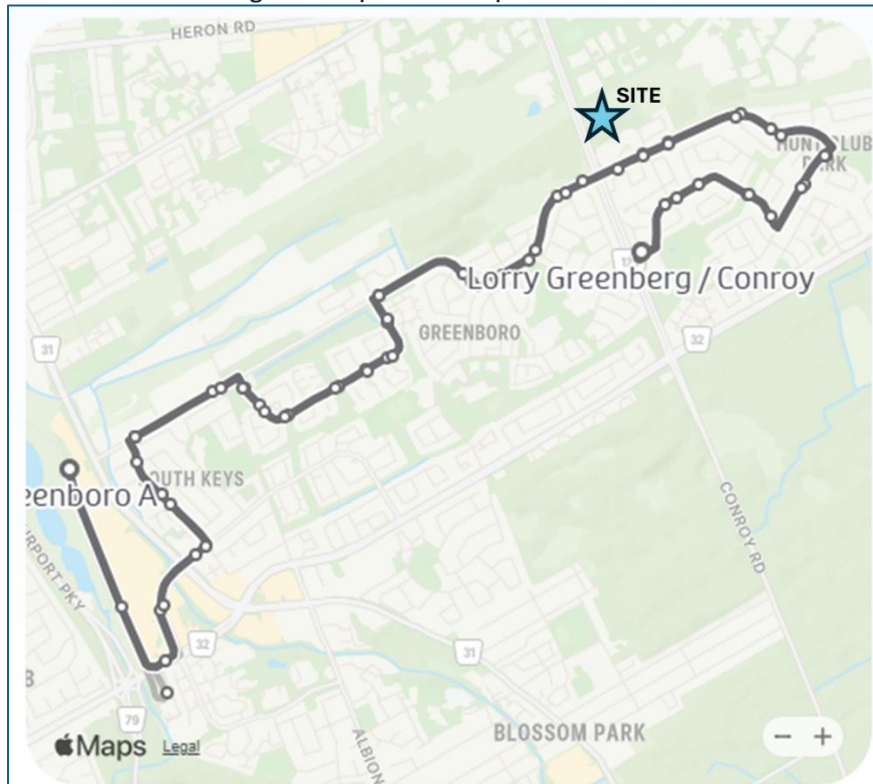 HERON RD
SITE
HUNT CLUB
PARK
Lorry Greenberg / Conroy
GREENBORO
31
32
OUTH KEYS
eenboro A
RPORT PKY
CONROY RD
32
31
79
B
BLOSSOM PARK
ALBION
Maps Legal
− +